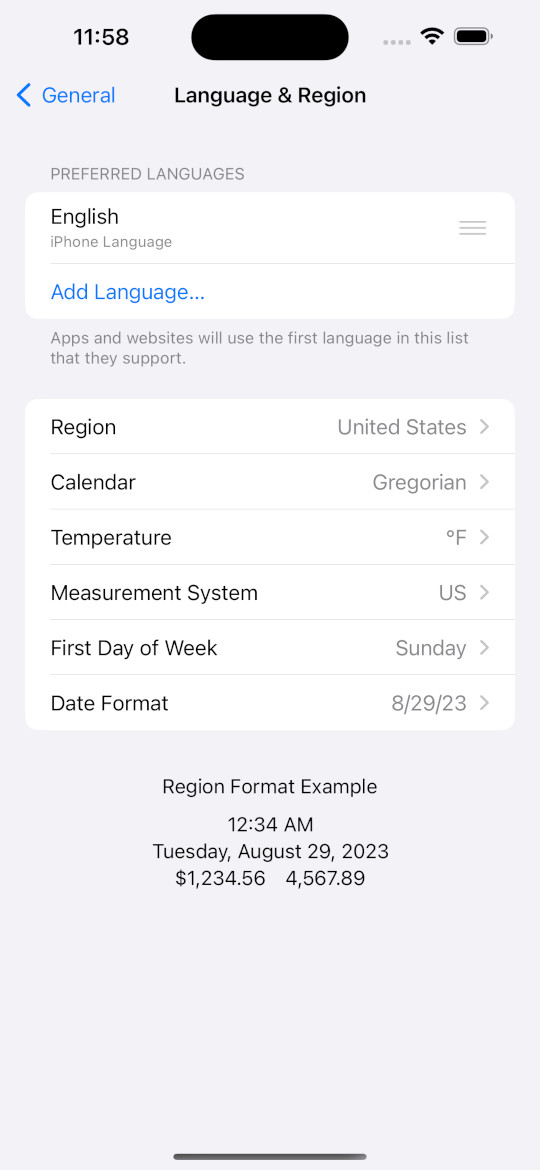 11:58
General
Language & Region
PREFERRED LANGUAGES
English
iPhone Language
Add Language...
Apps and websites will use the first language in this list
that they support.
Region United States
Calendar Gregorian
Temperature °F
Measurement System US
First Day of Week Sunday
Date Format 8/29/23
Region Format Example
12:34 AM
Tuesday, August 29, 2023
$1,234.56 4,567.89